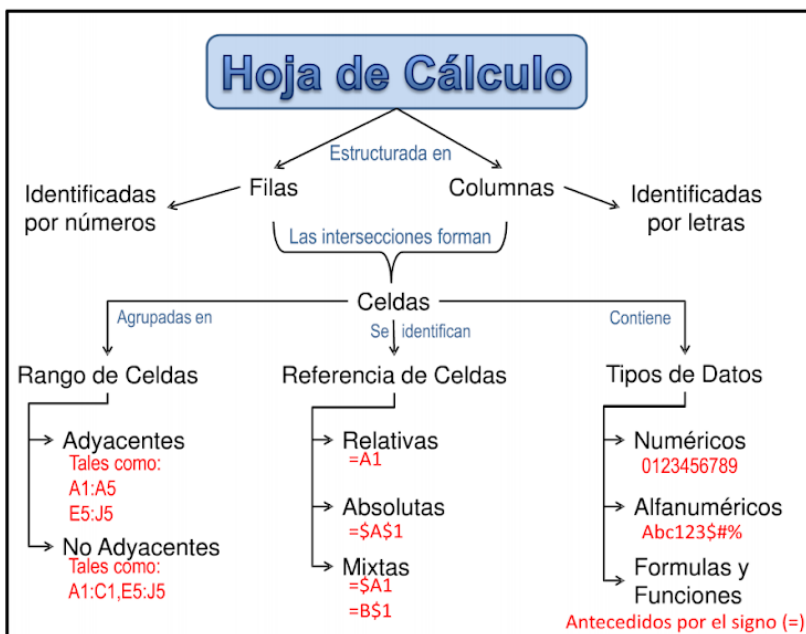 Hoja de Cálculo
Estructurada en
Identificadas
por números
Filas
Columnas
Identificadas
por letras
Las intersecciones forman
Celdas
Agrupadas en
Se identifican
Contiene
Rango de Celdas
Adyacentes
Tales como:
A1:A5
E5:J5
No Adyacentes
Tales como:
A1:C1,E5:J5
Referencia de Celdas
Relativas
=A1
Absolutas
=$A$1
Mixtas
=$A1
=B$1
Tipos de Datos
Numéricos
0123456789
Alfanuméricos
Abc123$#%
Formulas y
Funciones
Antecedidos por el signo (=)